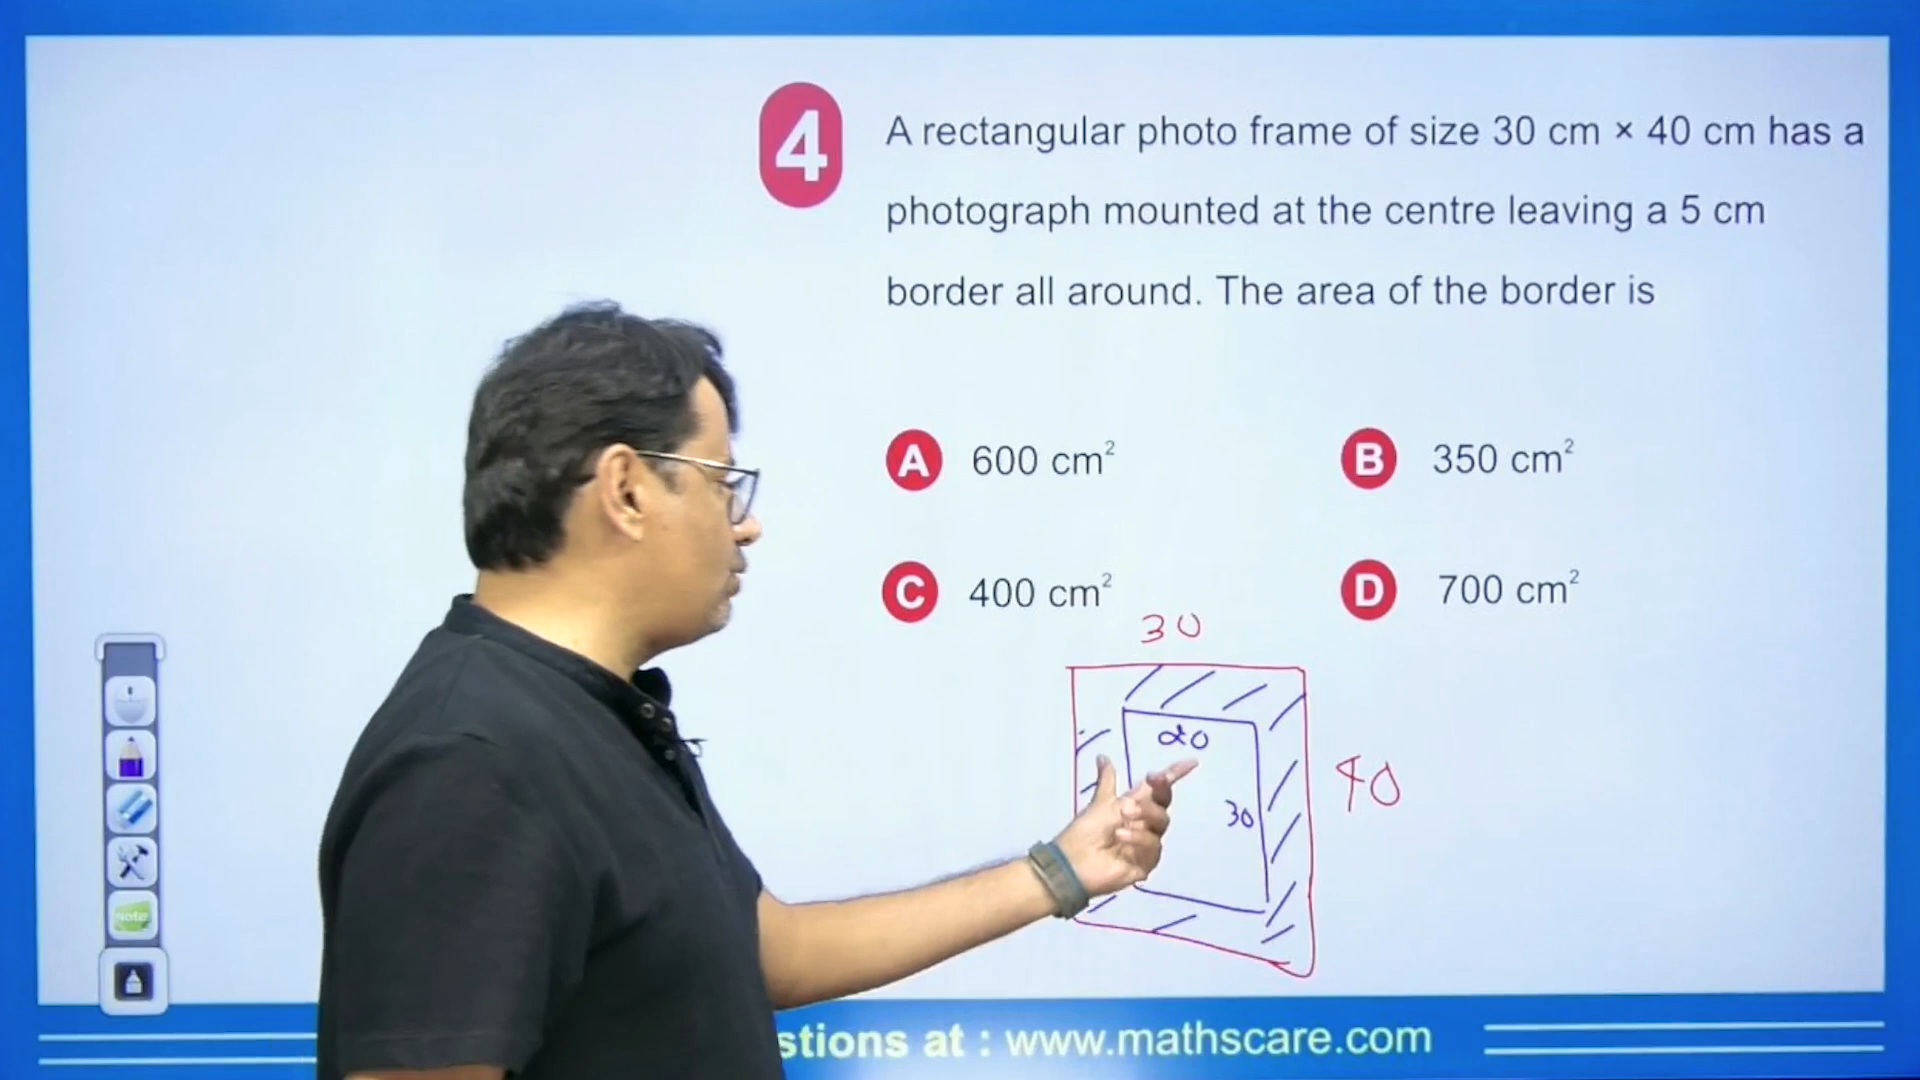 4
A rectangular photo frame of size 30 cm × 40 cm has a
photograph mounted at the centre leaving a 5 cm
border all around. The area of the border is
A 600 cm² B 350 cm²
C 400 cm² D 700 cm²
30
20
40
30
note
stions at : www.mathscare.com